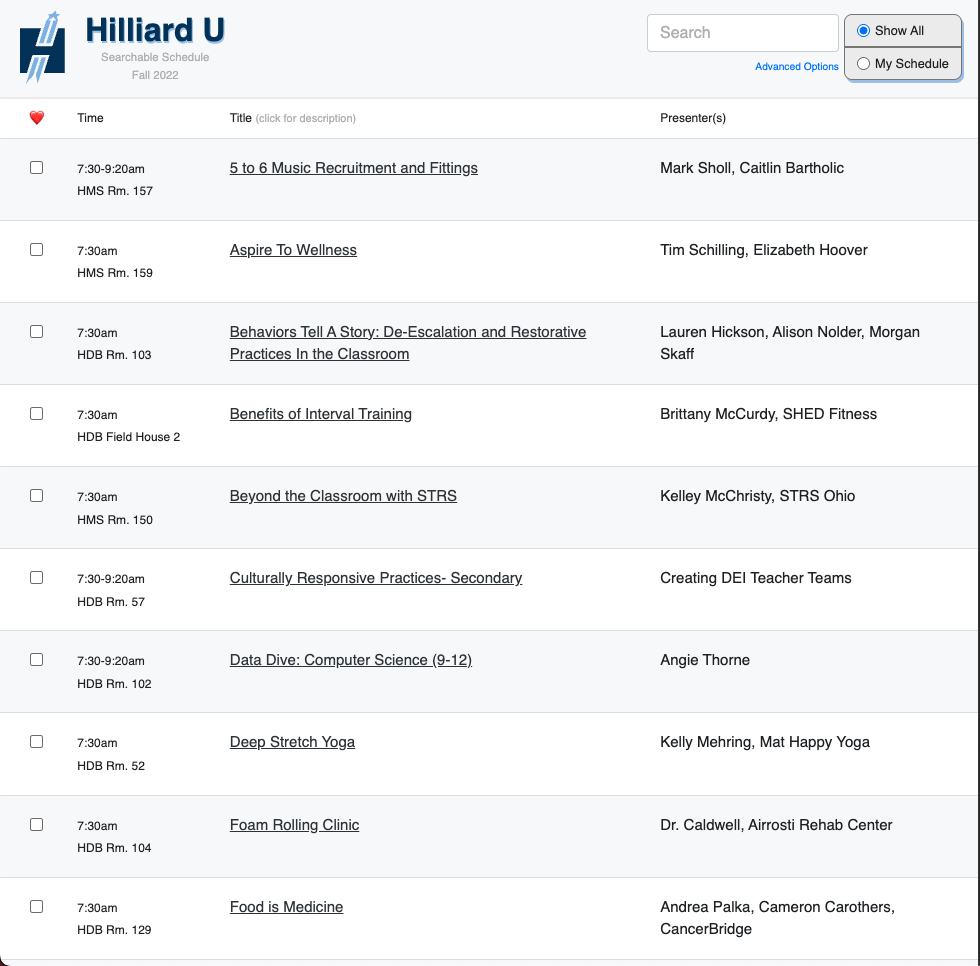 Hilliard U
Searchable Schedule
Fall 2022
Search
Advanced Options
Show All
My Schedule
Time
Title (click for description)
Presenter(s)
7:30-9:20am
HMS Rm. 157
5 to 6 Music Recruitment and Fittings
Mark Sholl, Caitlin Bartholic
7:30am
HMS Rm. 159
Aspire To Wellness
Tim Schilling, Elizabeth Hoover
7:30am
HDB Rm. 103
Behaviors Tell A Story: De-Escalation and Restorative
Practices In the Classroom
Lauren Hickson, Alison Nolder, Morgan
Skaff
7:30am
HDB Field House 2
Benefits of Interval Training
Brittany McCurdy, SHED Fitness
7:30am
HMS Rm. 150
Beyond the Classroom with STRS
Kelley McChristy, STRS Ohio
7:30-9:20am
HDB Rm. 57
Culturally Responsive Practices- Secondary
Creating DEI Teacher Teams
7:30-9:20am
HDB Rm. 102
Data Dive: Computer Science (9-12)
Angie Thorne
7:30am
HDB Rm. 52
Deep Stretch Yoga
Kelly Mehring, Mat Happy Yoga
7:30am
HDB Rm. 104
Foam Rolling Clinic
Dr. Caldwell, Airrosti Rehab Center
7:30am
HDB Rm. 129
Food is Medicine
Andrea Palka, Cameron Carothers,
CancerBridge